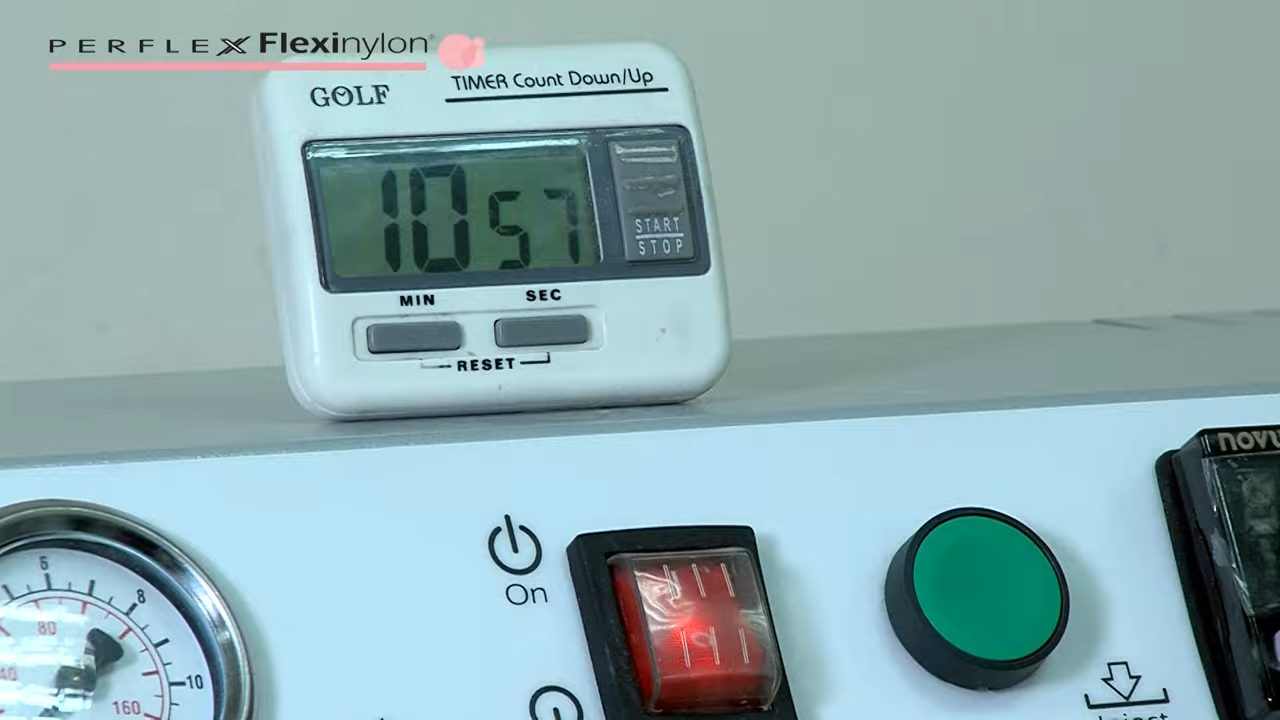 PERFLEX Flexinylon®
GOLF
TIMER Count Down/Up
10 57
START
STOP
MIN
SEC
RESET
On
6
8
10
80
160